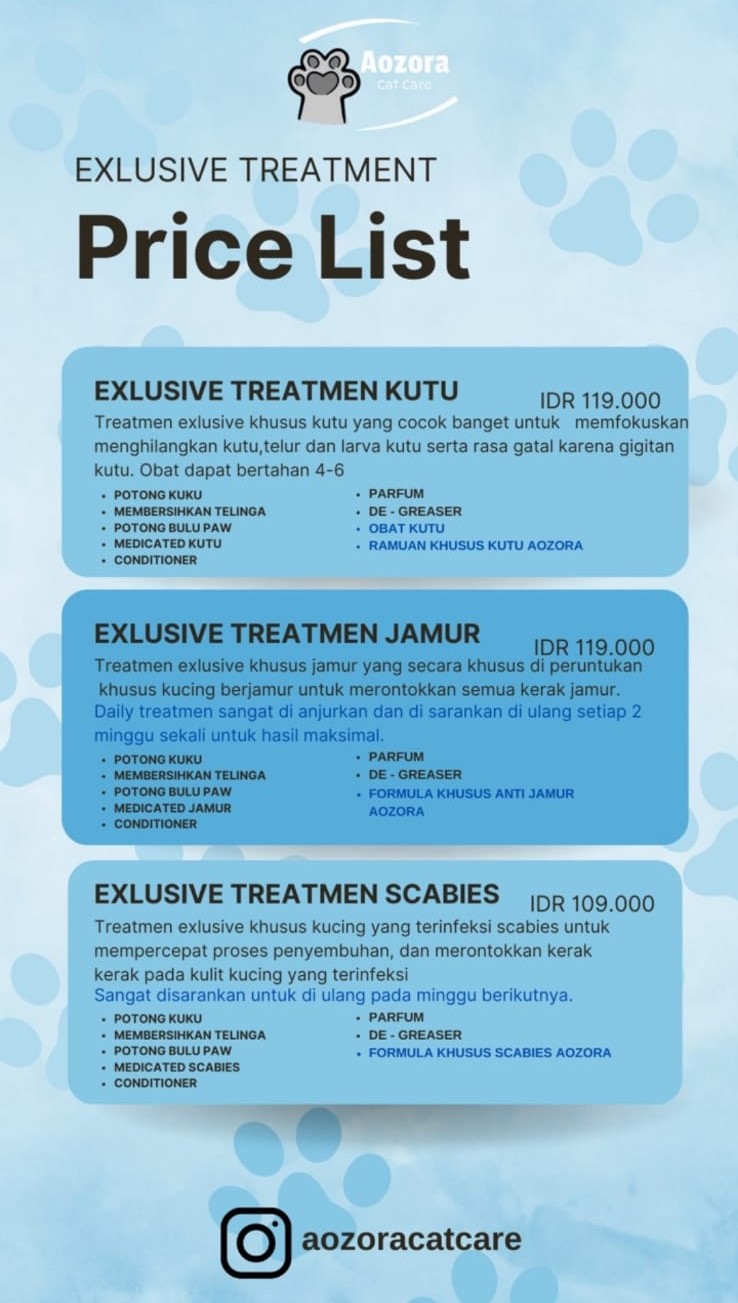 Aozora
Cat Care
EXLUSIVE TREATMENT
Price List
EXLUSIVE TREATMEN KUTU
IDR 119.000
Treatmen exlusive khusus kutu yang cocok banget untuk memfokuskan
menghilangkan kutu,telur dan larva kutu serta rasa gatal karena gigitan
kutu. Obat dapat bertahan 4-6
• POTONG KUKU
• MEMBERSIHKAN TELINGA
• POTONG BULU PAW
• MEDICATED KUTU
• CONDITIONER
• PARFUM
• DE - GREASER
• OBAT KUTU
• RAMUAN KHUSUS KUTU AOZORA
EXLUSIVE TREATMEN JAMUR
IDR 119.000
Treatmen exlusive khusus jamur yang secara khusus di peruntukan
khusus kucing berjamur untuk merontokkan semua kerak jamur.
Daily treatmen sangat di anjurkan dan di sarankan di ulang setiap 2
minggu sekali untuk hasil maksimal.
• POTONG KUKU
• MEMBERSIHKAN TELINGA
• POTONG BULU PAW
• MEDICATED JAMUR
• CONDITIONER
• PARFUM
• DE - GREASER
• FORMULA KHUSUS ANTI JAMUR
AOZORA
EXLUSIVE TREATMEN SCABIES
IDR 109.000
Treatmen exlusive khusus kucing yang terinfeksi scabies untuk
mempercepat proses penyembuhan, dan merontokkan kerak
kerak pada kulit kucing yang terinfeksi
Sangat disarankan untuk di ulang pada minggu berikutnya.
• POTONG KUKU
• MEMBERSIHKAN TELINGA
• POTONG BULU PAW
• MEDICATED SCABIES
• CONDITIONER
• PARFUM
• DE - GREASER
• FORMULA KHUSUS SCABIES AOZORA
aozoracatcare